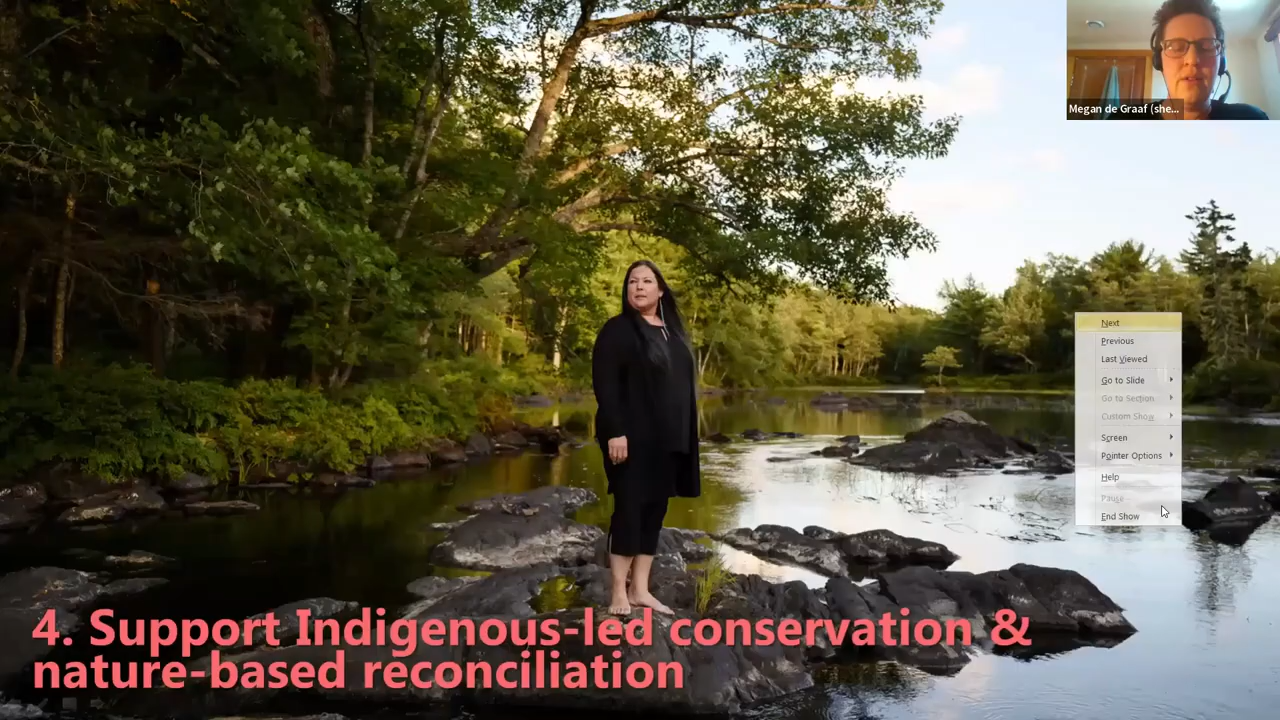 Megan de Graaf (she...
Next
Previous
Last Viewed
Go to Slide
Go to Section
Custom Show
Screen
Pointer Options
Help
Pause
End Show
4. Support Indigenous-led conservation &
nature-based reconciliation